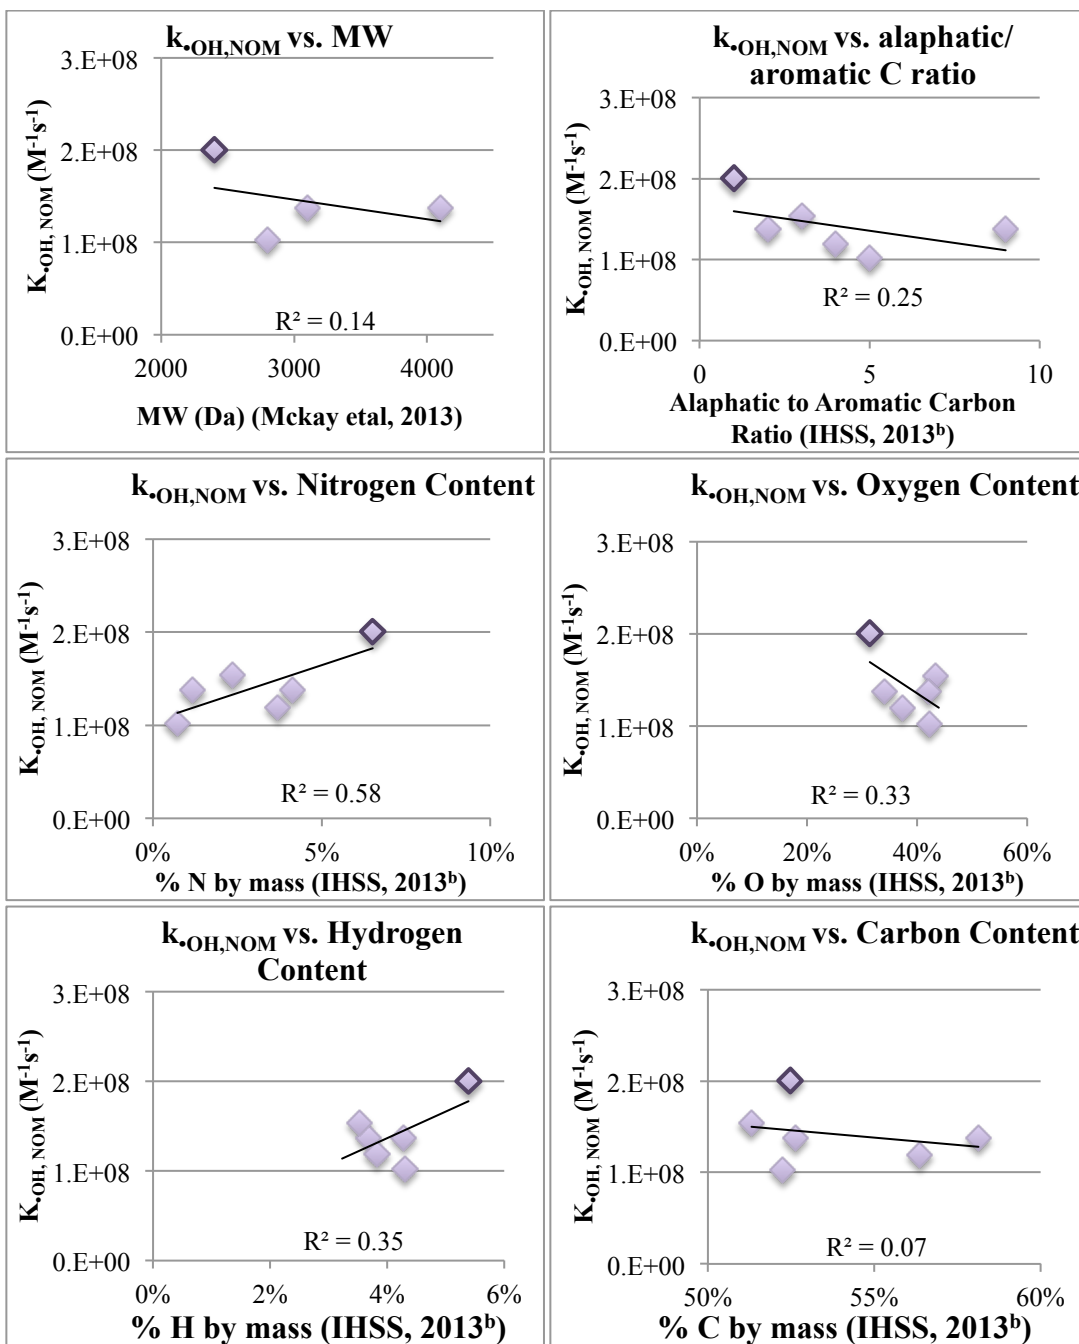 k•OH,NOM vs. MW
K•OH, NOM (M-1s-1)
3.E+08
2.E+08
1.E+08
0.E+00
R² = 0.14
2000 3000 4000
MW (Da) (Mckay etal, 2013)
k•OH,NOM vs. alaphatic/
aromatic C ratio
K•OH, NOM (M-1s-1)
3.E+08
2.E+08
1.E+08
0.E+00
R² = 0.25
0 5 10
Alaphatic to Aromatic Carbon
Ratio (IHSS, 2013b)
k•OH,NOM vs. Nitrogen Content
K•OH, NOM (M-1s-1)
3.E+08
2.E+08
1.E+08
0.E+00
R² = 0.58
0% 5% 10%
% N by mass (IHSS, 2013b)
k•OH,NOM vs. Oxygen Content
K•OH, NOM (M-1s-1)
3.E+08
2.E+08
1.E+08
0.E+00
R² = 0.33
0% 20% 40% 60%
% O by mass (IHSS, 2013b)
k•OH,NOM vs. Hydrogen
Content
K•OH, NOM (M-1s-1)
3.E+08
2.E+08
1.E+08
0.E+00
R² = 0.35
0% 2% 4% 6%
% H by mass (IHSS, 2013b)
k•OH,NOM vs. Carbon Content
K•OH, NOM (M-1s-1)
3.E+08
2.E+08
1.E+08
0.E+00
R² = 0.07
50% 55% 60%
% C by mass (IHSS, 2013b)